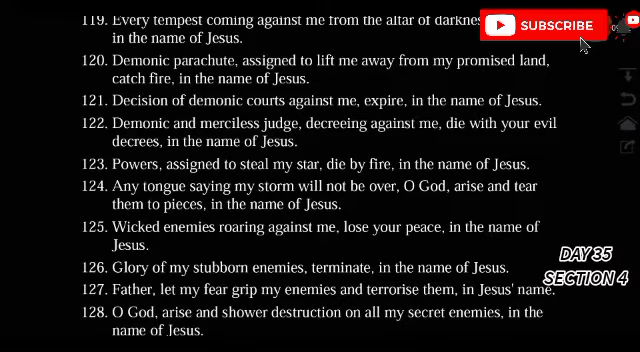 119. Every tempest coming against me from the altar of darkness
in the name of Jesus.
120. Demonic parachute, assigned to lift me away from my promised land,
catch fire, in the name of Jesus.
121. Decision of demonic courts against me, expire, in the name of Jesus.
122. Demonic and merciless judge, decreeing against me, die with your evil
decrees, in the name of Jesus.
123. Powers, assigned to steal my star, die by fire, in the name of Jesus.
124. Any tongue saying my storm will not be over, O God, arise and tear
them to pieces, in the name of Jesus.
125. Wicked enemies roaring against me, lose your peace, in the name of
Jesus.
126. Glory of my stubborn enemies, terminate, in the name of Jesus.
127. Father, let my fear grip my enemies and terrorise them, in Jesus' name.
128. O God, arise and shower destruction on all my secret enemies, in the
name of Jesus.
SUBSCRIBE
DAY 35
SECTION 4